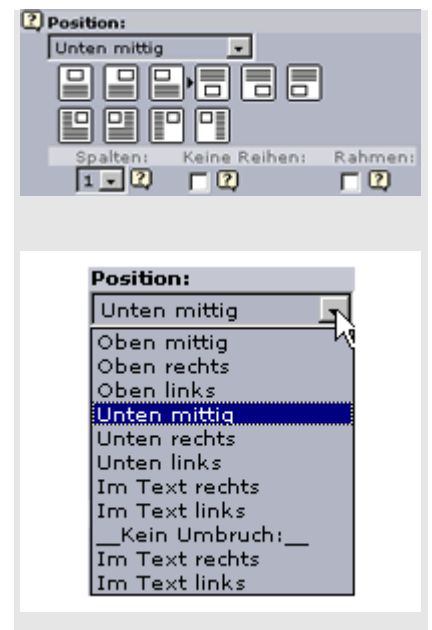 Position:
Unten mittig
Spalten: Keine Reihen: Rahmen:
1
Position:
Unten mittig
Oben mittig
Oben rechts
Oben links
Unten mittig
Unten rechts
Unten links
Im Text rechts
Im Text links
__Kein Umbruch:__
Im Text rechts
Im Text links